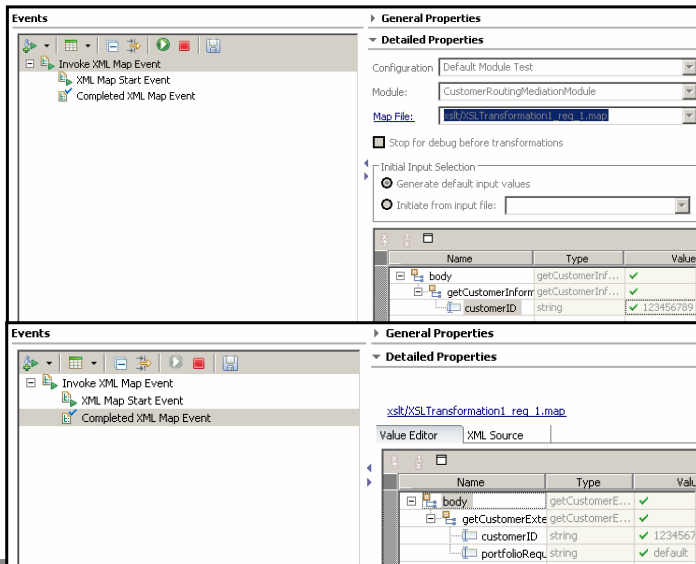 Events
General Properties
Detailed Properties
Invoke XML Map Event
XML Map Start Event
Completed XML Map Event
Configuration Default Module Test
Module: CustomerRoutingMediationModule
Map File: xslt/XSLTransformation1_req_1.map
Stop for debug before transformations
Initial Input Selection
Generate default input values
Initiate from input file:
Name Type Value
body getCustomerInf...
getCustomerInform getCustomerInf...
customerID string 123456789
Events
General Properties
Detailed Properties
Invoke XML Map Event
XML Map Start Event
Completed XML Map Event
xslt/XSLTransformation1_req_1.map
Value Editor XML Source
Name Type Valu
body getCustomerE...
getCustomerExte getCustomerE...
customerID string 1234567
portfolioRequ string default